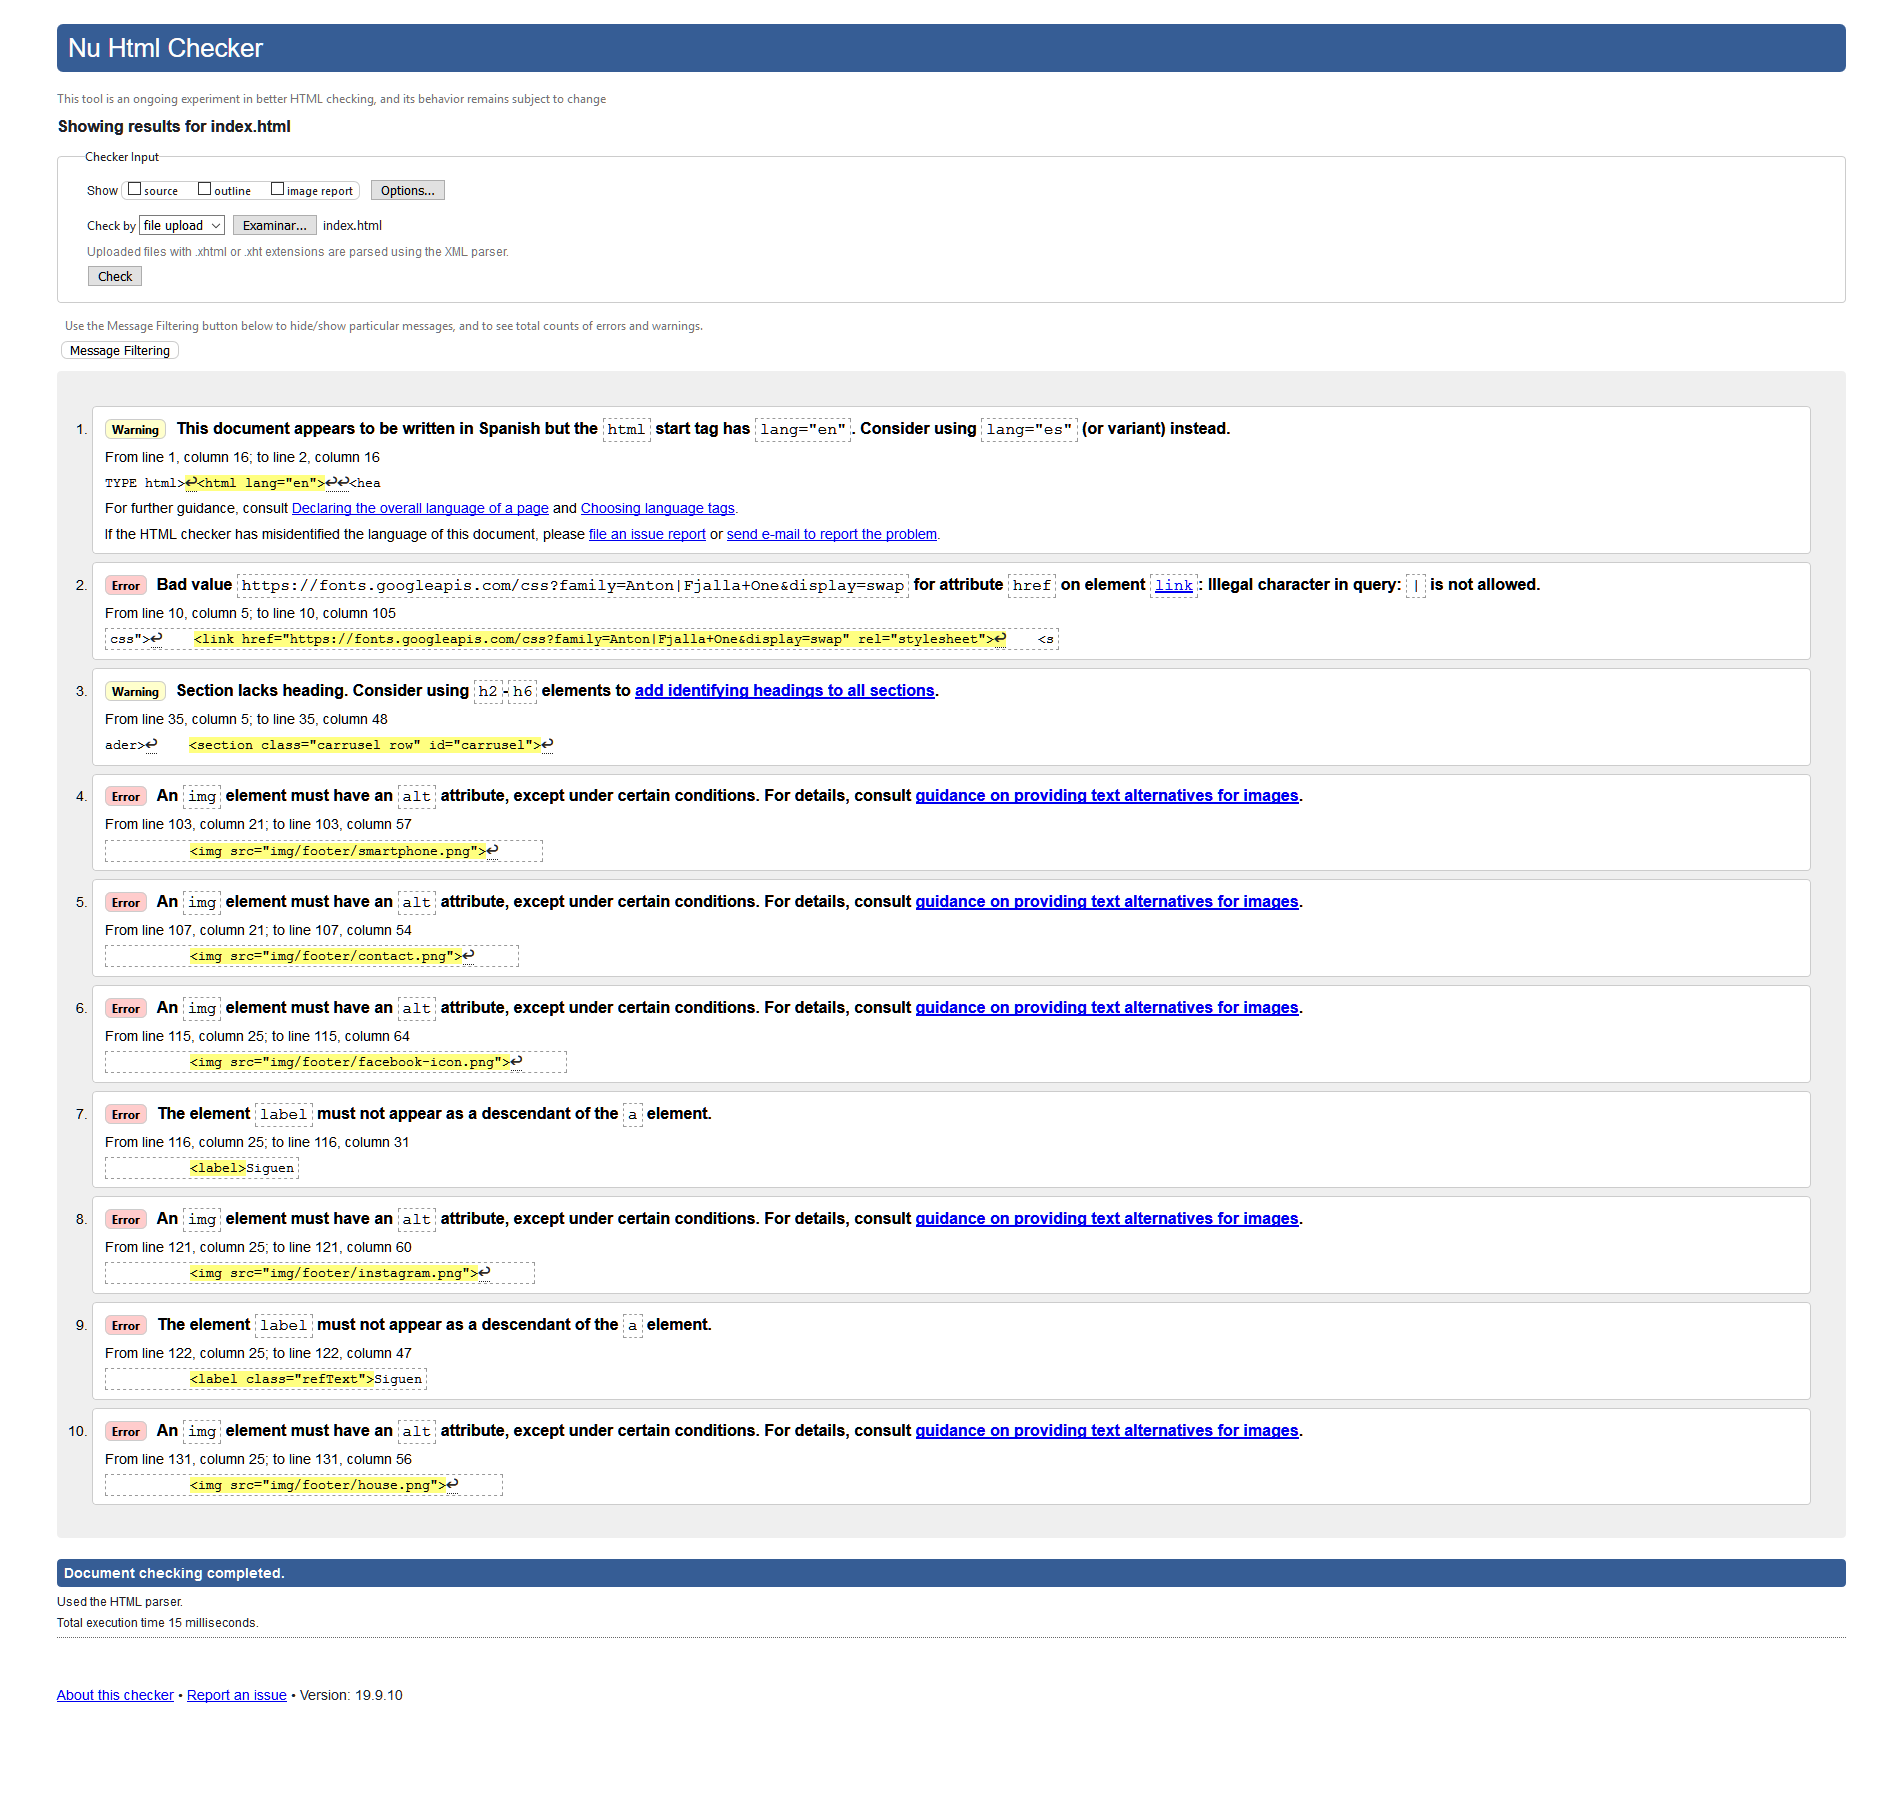 Nu Html Checker
This tool is an ongoing experiment in better HTML checking, and its behavior remains subject to change
Showing results for index.html
Checker Input
Show source outline image report Options...
Check by file upload Examinar... index.html
Uploaded files with .xhtml or .xht extensions are parsed using the XML parser.
Check
Use the Message Filtering button below to hide/show particular messages, and to see total counts of errors and warnings.
Message Filtering
1. Warning This document appears to be written in Spanish but the html start tag has lang="en". Consider using lang="es" (or variant) instead.
From line 1, column 16; to line 2, column 16
TYPE html>↩<html lang="en">↩↩<hea
For further guidance, consult Declaring the overall language of a page and Choosing language tags.
If the HTML checker has misidentified the language of this document, please file an issue report or send e-mail to report the problem.
2. Error Bad value https://fonts.googleapis.com/css?family=Anton|Fjalla+One&display=swap for attribute href on element link: Illegal character in query: | is not allowed.
From line 10, column 5; to line 10, column 105
css">↩ <link href="https://fonts.googleapis.com/css?family=Anton|Fjalla+One&display=swap" rel="stylesheet">↩ <s
3. Warning Section lacks heading. Consider using h2-h6 elements to add identifying headings to all sections.
From line 35, column 5; to line 35, column 48
ader>↩ <section class="carrusel row" id="carrusel">↩
4. Error An img element must have an alt attribute, except under certain conditions. For details, consult guidance on providing text alternatives for images.
From line 103, column 21; to line 103, column 57
<img src="img/footer/smartphone.png">↩
5. Error An img element must have an alt attribute, except under certain conditions. For details, consult guidance on providing text alternatives for images.
From line 107, column 21; to line 107, column 54
<img src="img/footer/contact.png">↩
6. Error An img element must have an alt attribute, except under certain conditions. For details, consult guidance on providing text alternatives for images.
From line 115, column 25; to line 115, column 64
<img src="img/footer/facebook-icon.png">↩
7. Error The element label must not appear as a descendant of the a element.
From line 116, column 25; to line 116, column 31
<label>Siguen
8. Error An img element must have an alt attribute, except under certain conditions. For details, consult guidance on providing text alternatives for images.
From line 121, column 25; to line 121, column 60
<img src="img/footer/instagram.png">↩
9. Error The element label must not appear as a descendant of the a element.
From line 122, column 25; to line 122, column 47
<label class="refText">Siguen
10. Error An img element must have an alt attribute, except under certain conditions. For details, consult guidance on providing text alternatives for images.
From line 131, column 25; to line 131, column 56
<img src="img/footer/house.png">↩
Document checking completed.
Used the HTML parser.
Total execution time 15 milliseconds.
About this checker • Report an issue • Version: 19.9.10